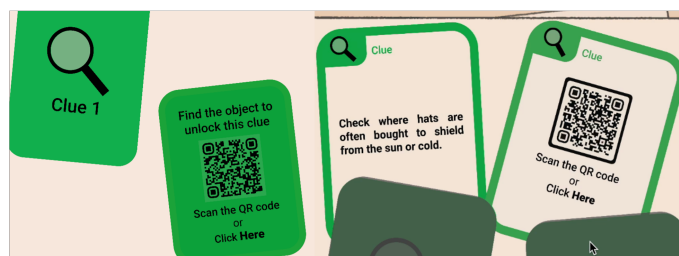 Clue 1
Find the object to
unlock this clue
Scan the QR code
or
Click Here
Clue
Check where hats are
often bought to shield
from the sun or cold.
Clue
Scan the QR code
or
Click Here